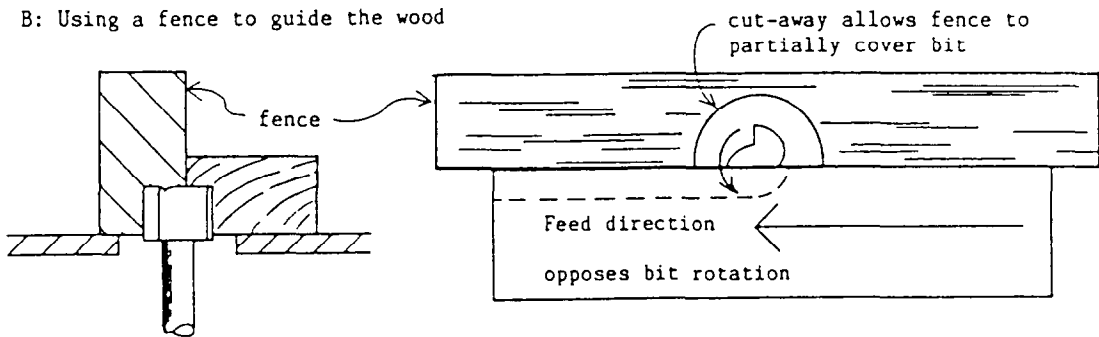 B: Using a fence to guide the wood
cut-away allows fence to
partially cover bit
fence
Feed direction
opposes bit rotation